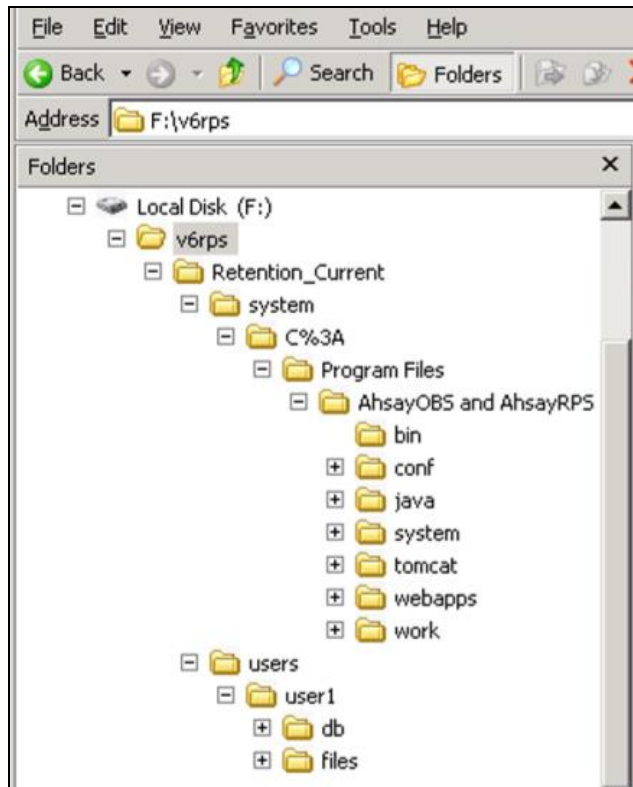 File Edit View Favorites Tools Help
Back Search Folders
Address F:\v6rps
Folders
Local Disk (F:)
v6rps
Retention_Current
system
C%3A
Program Files
AhsayOBS and AhsayRPS
bin
conf
java
system
tomcat
webapps
work
users
user1
db
files